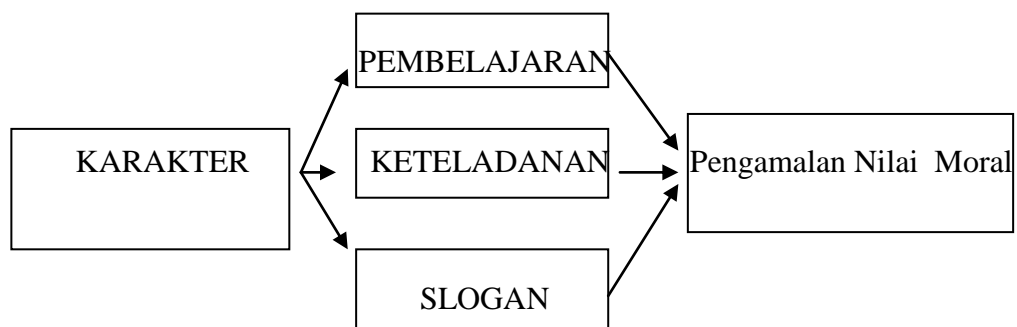 PEMBELAJARAN
KARAKTER
KETELADANAN
Pengamalan Nilai Moral
SLOGAN